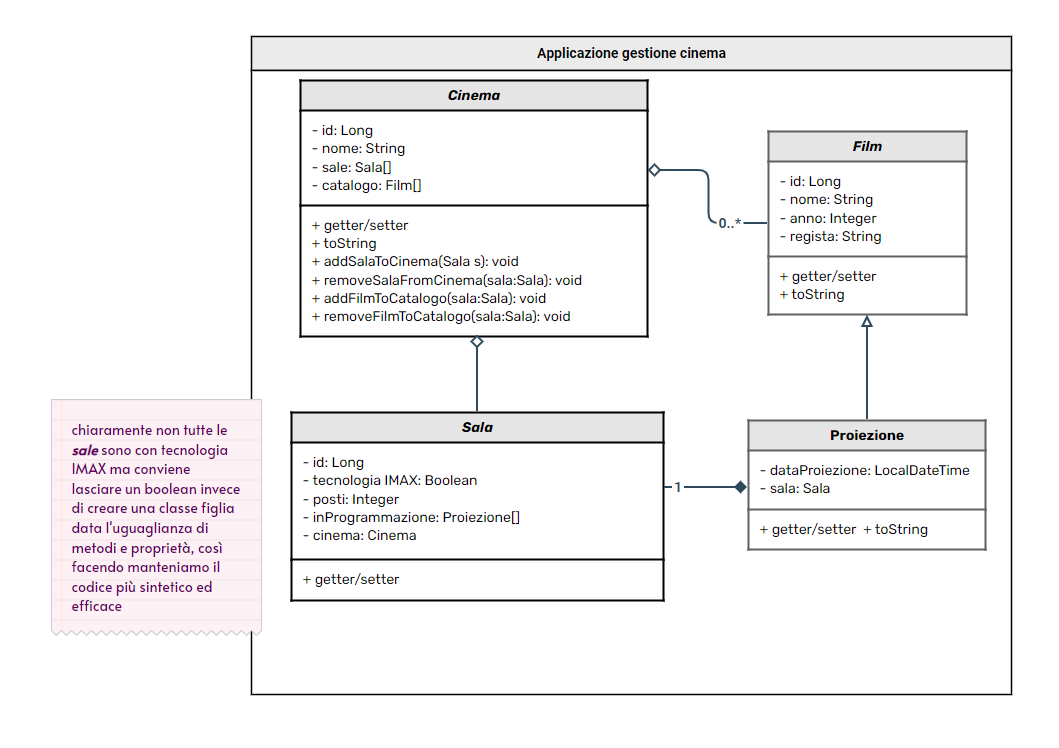 Applicazione gestione cinema
Cinema
- id: Long
- nome: String
- sale: Sala[]
- catalogo: Film[]
+ getter/setter
+ toString
+ addSalaToCinema(Sala s): void
+ removeSalaFromCinema(sala:Sala): void
+ addFilmToCatalogo(sala:Sala): void
+ removeFilmToCatalogo(sala:Sala): void
0..*
Film
- id: Long
- nome: String
- anno: Integer
- regista: String
+ getter/setter
+ toString
chiaramente non tutte le
sale sono con tecnologia
IMAX ma conviene
lasciare un boolean invece
di creare una classe figlia
data l'uguaglianza di
metodi e proprietà, così
facendo manteniamo il
codice più sintetico ed
efficace
Sala
- id: Long
- tecnologia IMAX: Boolean
- posti: Integer
- inProgrammazione: Proiezione[]
- cinema: Cinema
+ getter/setter
1
Proiezione
- dataProiezione: LocalDateTime
- sala: Sala
+ getter/setter + toString